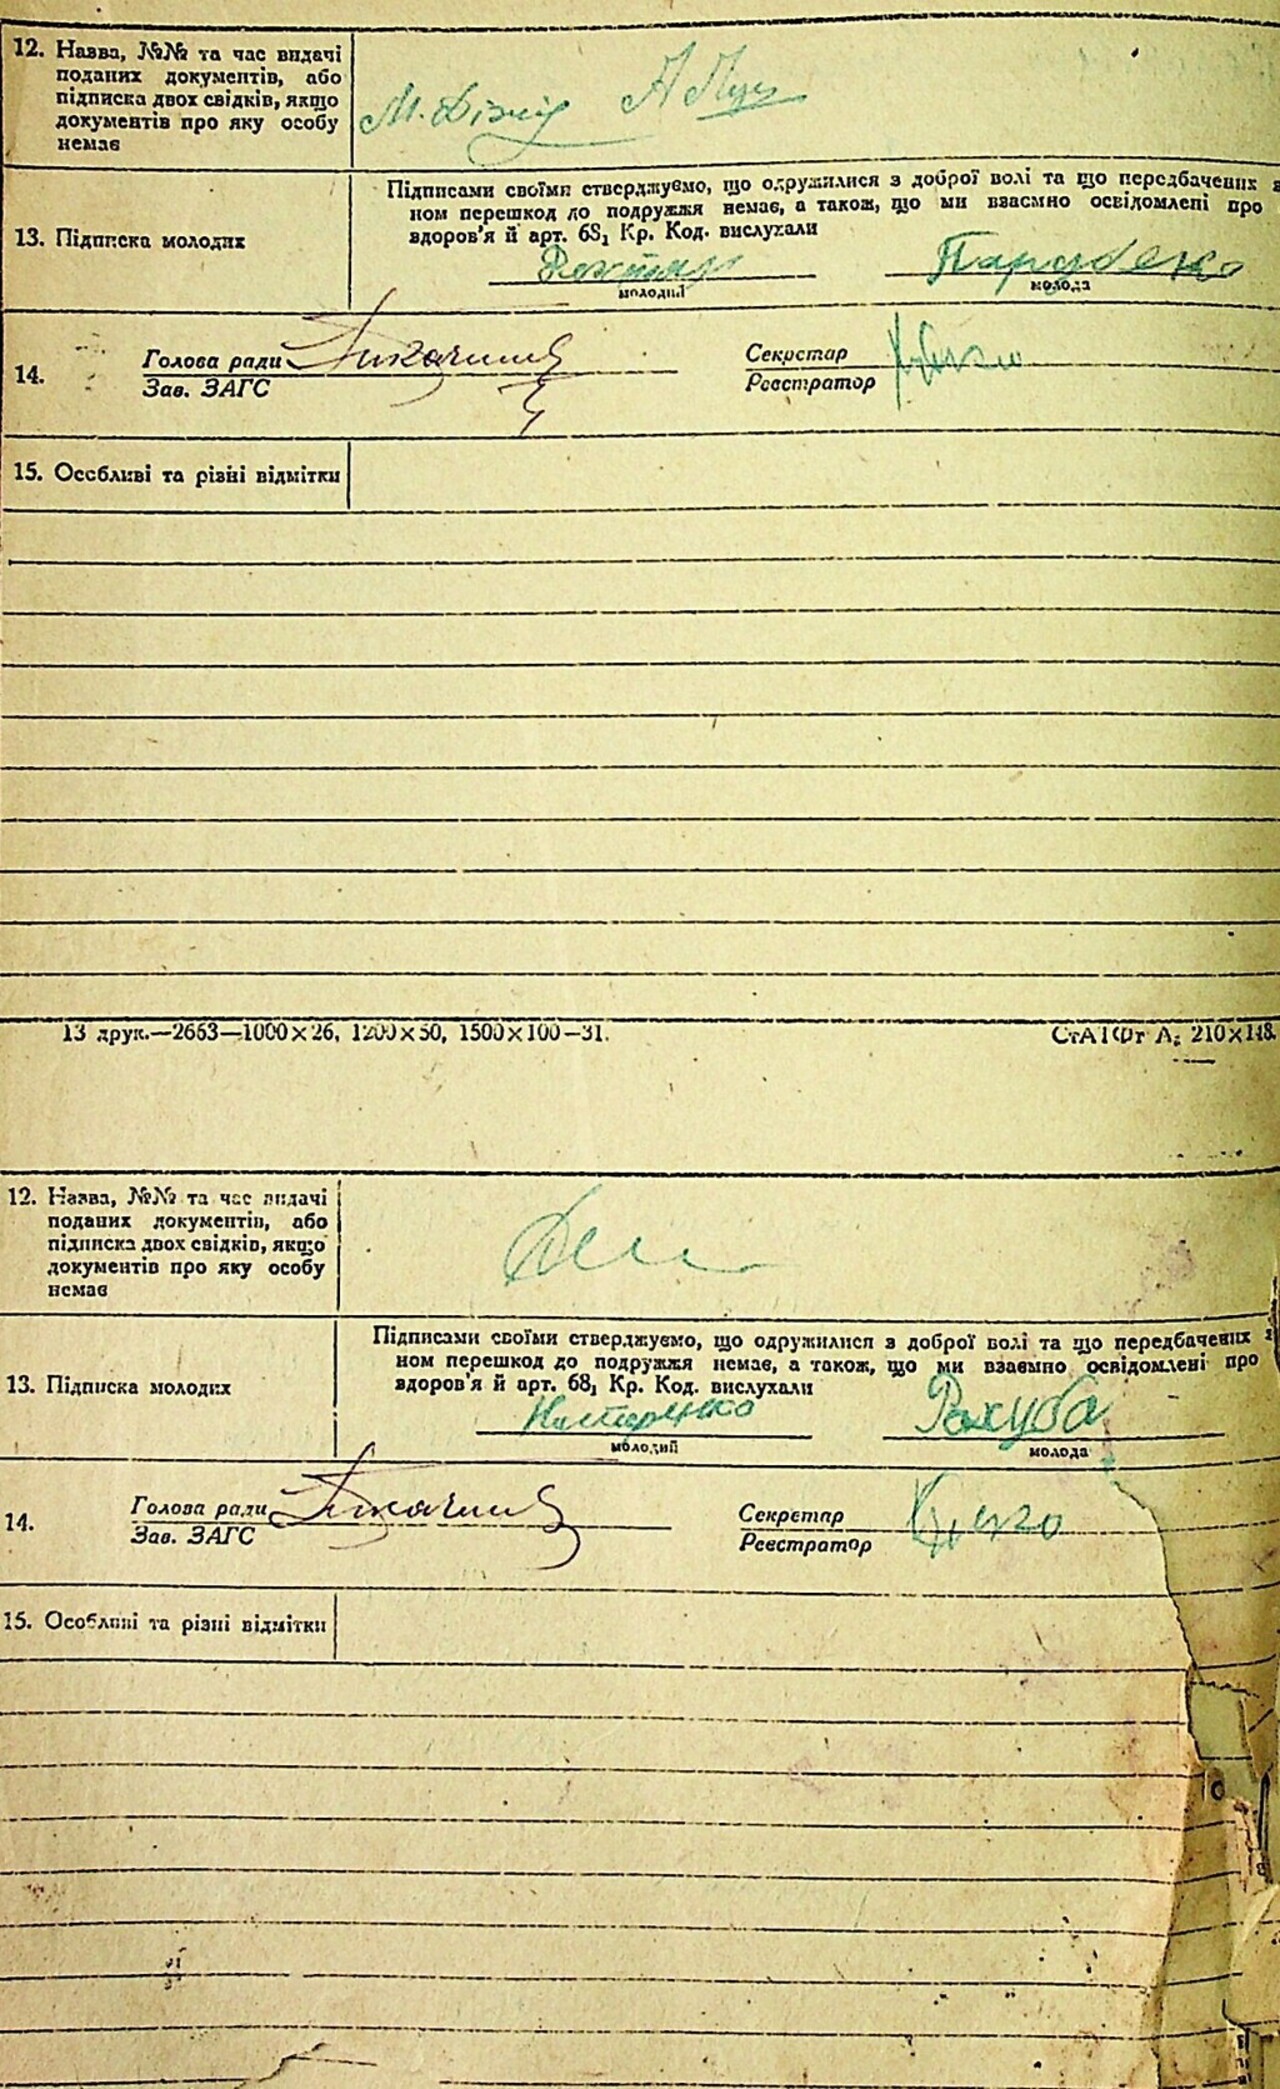 12. Назва, №№ та час видачі
поданих документів, або
підписка двох свідків, якщо
документів про яку особу
немає
М. Дізній А Луц
Підписами своїми стверджуємо, що одружилися з доброї волі та що передбачених з
ном перешкод до подружжя немає, а також, що ми взаємно освідомлені про
здоров'я й арт. 68, Кр. Код. вислухали
13. Підписка молодих
молодий
молода
14.
Голова ради
Зав. ЗАГС
Секретар
Реєстратор
15. Особливі та різні відмітки
13 друк.—2663—1000×26, 1200×50, 1500×100—31.
210×148.
12. Назва, №№ та час видачі
поданих документів, або
підписка двох свідків, якщо
документів про яку особу
немає
Підписами своїми стверджуємо, що одружилися з доброї волі та що передбачених з
ном перешкод до подружжя немає, а також, що ми взаємно освідомлені про
здоров'я й арт. 68, Кр. Код. вислухали
13. Підписка молодих
Нестеренко Рахуба
молодий
молода
14.
Голова ради
Зав. ЗАГС
Секретар
Реєстратор
15. Особливі та різні відмітки